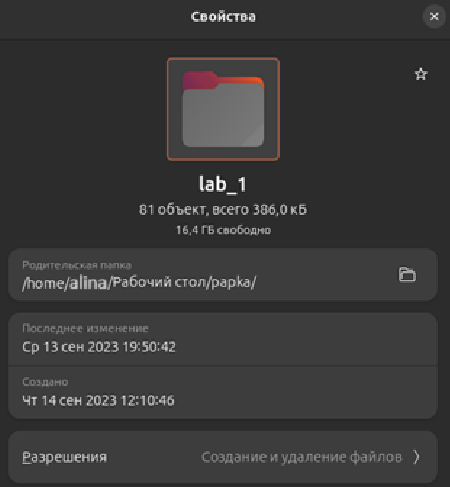 Свойства
lab_1
81 объект, всего 386,0 кБ
16,4 ГБ свободно
Родительская папка
/home/alina/Рабочий стол/papka/
Последнее изменение
Ср 13 сен 2023 19:50:42
Создано
Чт 14 сен 2023 12:10:46
Разрешения Создание и удаление файлов